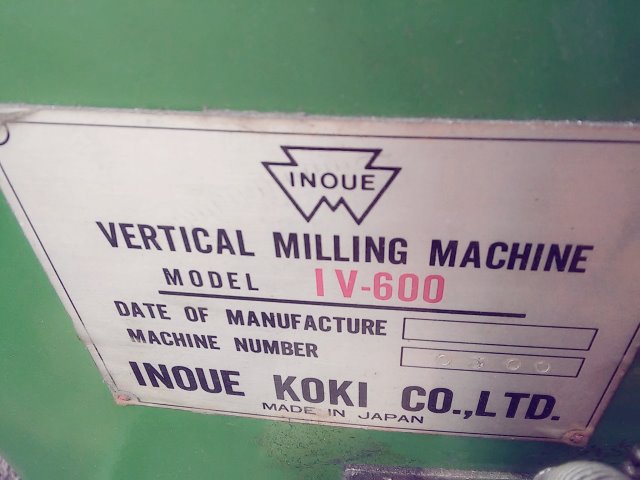 INOUE
VERTICAL MILLING MACHINE
MODEL IV-600
DATE OF MANUFACTURE
MACHINE NUMBER
INOUE KOKI CO.,LTD.
MADE IN JAPAN